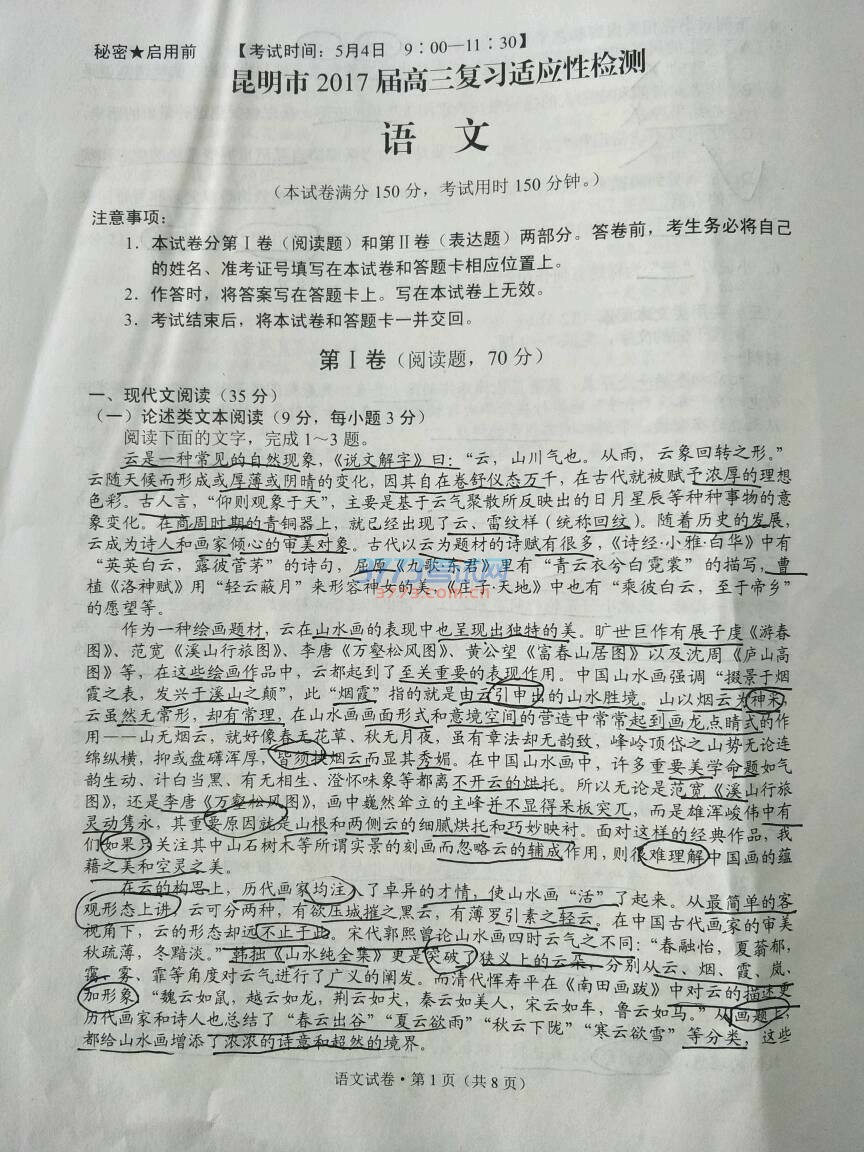 秘密★启用前 【考试时间：5月4日 9：00—11：30】
昆明市 2017 届高三复习适应性检测
语 文
（本试卷满分 150 分，考试用时 150 分钟。）
注意事项：
1．本试卷分第Ⅰ卷（阅读题）和第Ⅱ卷（表达题）两部分。答卷前，考生务必将自己
的姓名、准考证号填写在本试卷和答题卡相应位置上。
2．作答时，将答案写在答题卡上。写在本试卷上无效。
3．考试结束后，将本试卷和答题卡一并交回。
第Ⅰ卷（阅读题，70 分）
一、现代文阅读（35 分）
（一）论述类文本阅读（9 分，每小题 3 分）
阅读下面的文字，完成 1～3 题。
云是一种常见的自然现象，《说文解字》曰：“云，山川气也。从雨，云象回转之形。”
云随天候而形成或厚薄或阴晴的变化，因其自在卷舒仪态万千，在古代就被赋予浓厚的理想
色彩。古人言，“仰则观象于天”，主要是基于云气聚散所反映出的日月星辰等种种事物的意
象变化。在商周时期的青铜器上，就已经出现了云、雷纹样（统称回纹）。随着历史的发展，
云成为诗人和画家倾心的审美对象。古代以云为题材的诗赋有很多，《诗经·小雅·白华》中有
“英英白云，露彼菅茅”的诗句，屈原《九歌·东君》里有“青云衣兮白霓裳”的描写，曹
植《洛神赋》用“轻云蔽月”来形容神女的美，《庄子·天地》中也有“乘彼白云，至于帝乡”
的愿望等。
3773考试网
3773.com.cn
作为一种绘画题材，云在山水画的表现中也呈现出独特的美。旷世巨作有展子虔《游春
图》、范宽《溪山行旅图》、李唐《万壑松风图》、黄公望《富春山居图》以及沈周《庐山高
图》等，在这些绘画作品中，云都起到了至关重要的表现作用。中国山水画强调“掇景于烟
霞之表，发兴于溪山之颠”，此“烟霞”指的就是由云引申出的山水胜境。山以烟云为神采，
云虽然无常形，却有常理，在山水画画面形式和意境空间的营造中常常起到画龙点睛式的作
用——山无烟云，就好像春无花草、秋无月夜，虽有章法却无韵致，峰岭顶岱之山势无论连
绵纵横，抑或盘礴浑厚，皆须挟烟云而显其秀媚。在中国山水画中，许多重要美学命题如气
韵生动、计白当黑、有无相生、澄怀味象等都离不开云的烘托。所以无论是范宽《溪山行旅
图》，还是李唐《万壑松风图》，画中巍然耸立的主峰并不显得呆板突兀，而是雄浑峻伟中有
灵动隽永，其重要原因就是山根和两侧云的细腻烘托和巧妙映衬。面对这样的经典作品，我
们如果只关注其中山石树木等所谓实景的刻画而忽略云的辅成作用，则很难理解中国画的蕴
藉之美和空灵之美。
在云的构思上，历代画家均注入了卓异的才情，使山水画“活”了起来。从最简单的客
观形态上讲，云可分两种，有欲压城摧之黑云，有薄罗引素之轻云。在中国古代画家的审美
视角下，云的形态却远不止于此。宋代郭熙曾论山水画四时云气之不同：“春融怡，夏蓊郁，
秋疏薄，冬黯淡。”韩拙《山水纯全集》更是突破了狭义上的云朵，分别从云、烟、霞、岚、
霭、雾、霏等角度对云气进行了广义的阐发。而清代恽寿平在《南田画跋》中对云的描述更
加形象：“魏云如鼠，越云如龙，荆云如犬，秦云如美人，宋云如车，鲁云如马。”从画题上，
历代画家和诗人也总结了“春云出谷”“夏云欲雨”“秋云下陇”“寒云欲雪”等分类，这些
都给山水画增添了浓浓的诗意和超然的境界。
语文试卷·第 1 页（共 8 页）